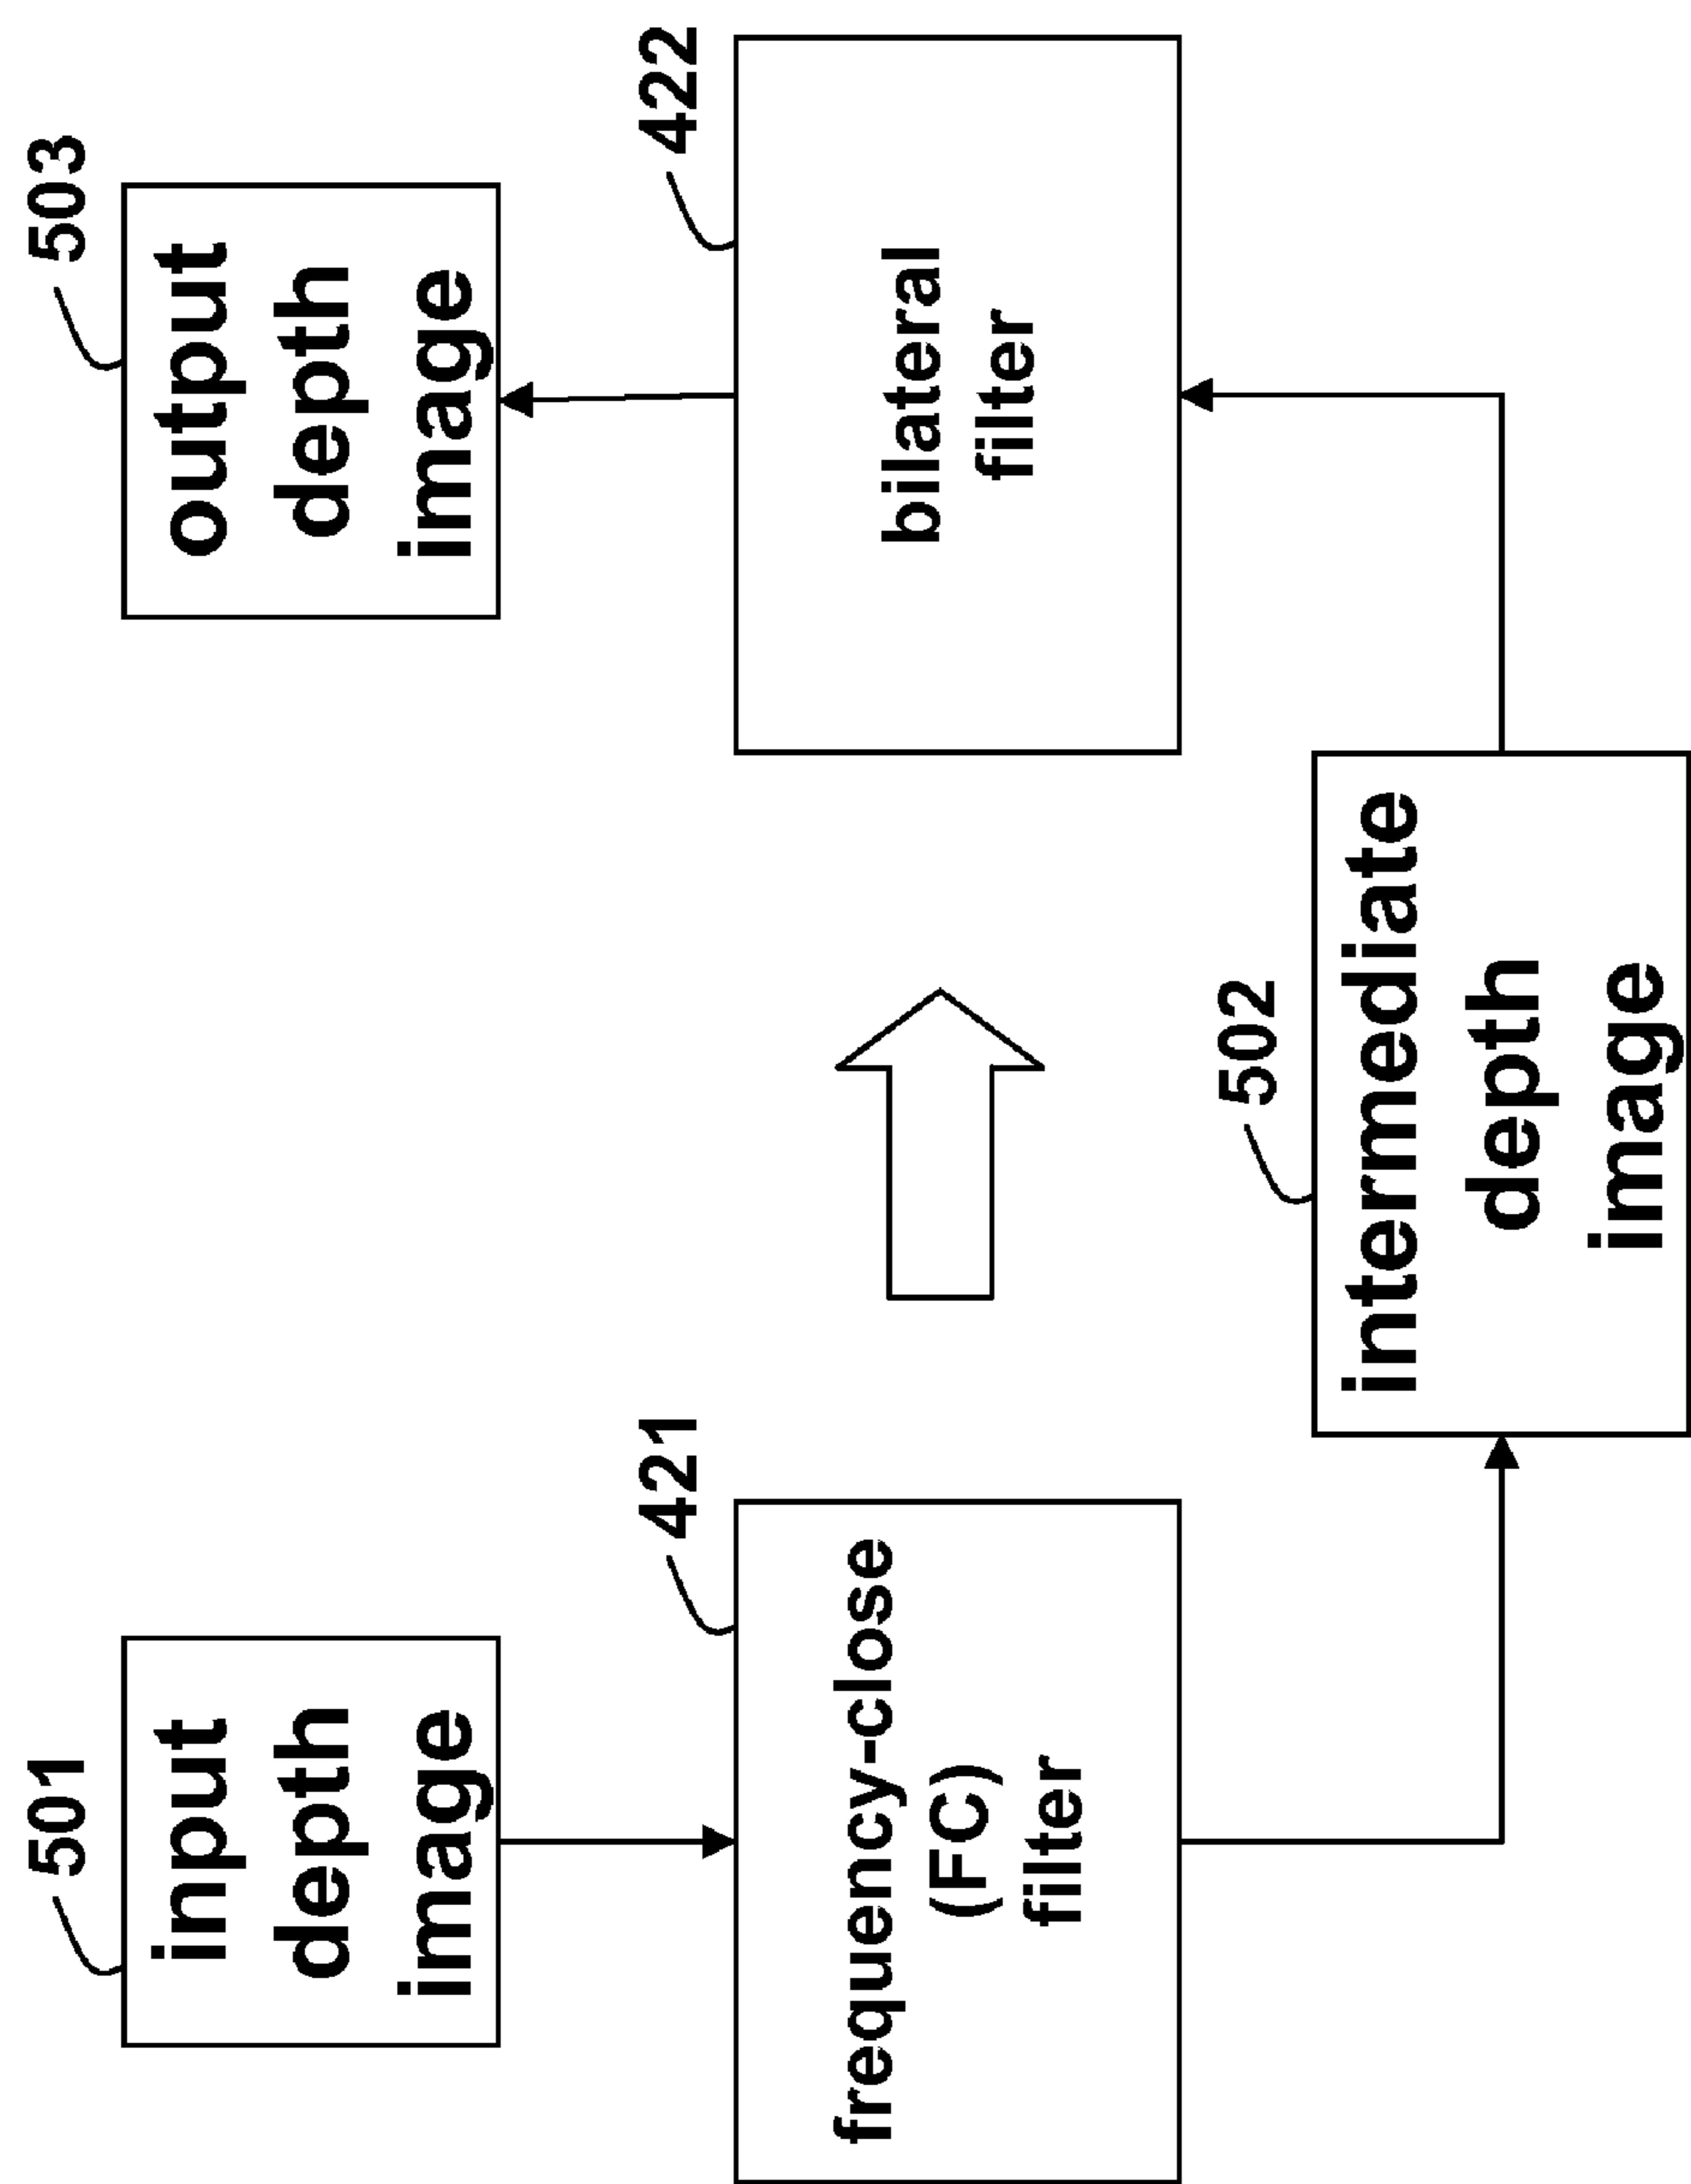 501
input
depth
image
421
frequency-close
(FC)
filter
502
intermediate
depth
image
422
bilateral
filter
503
output
depth
image